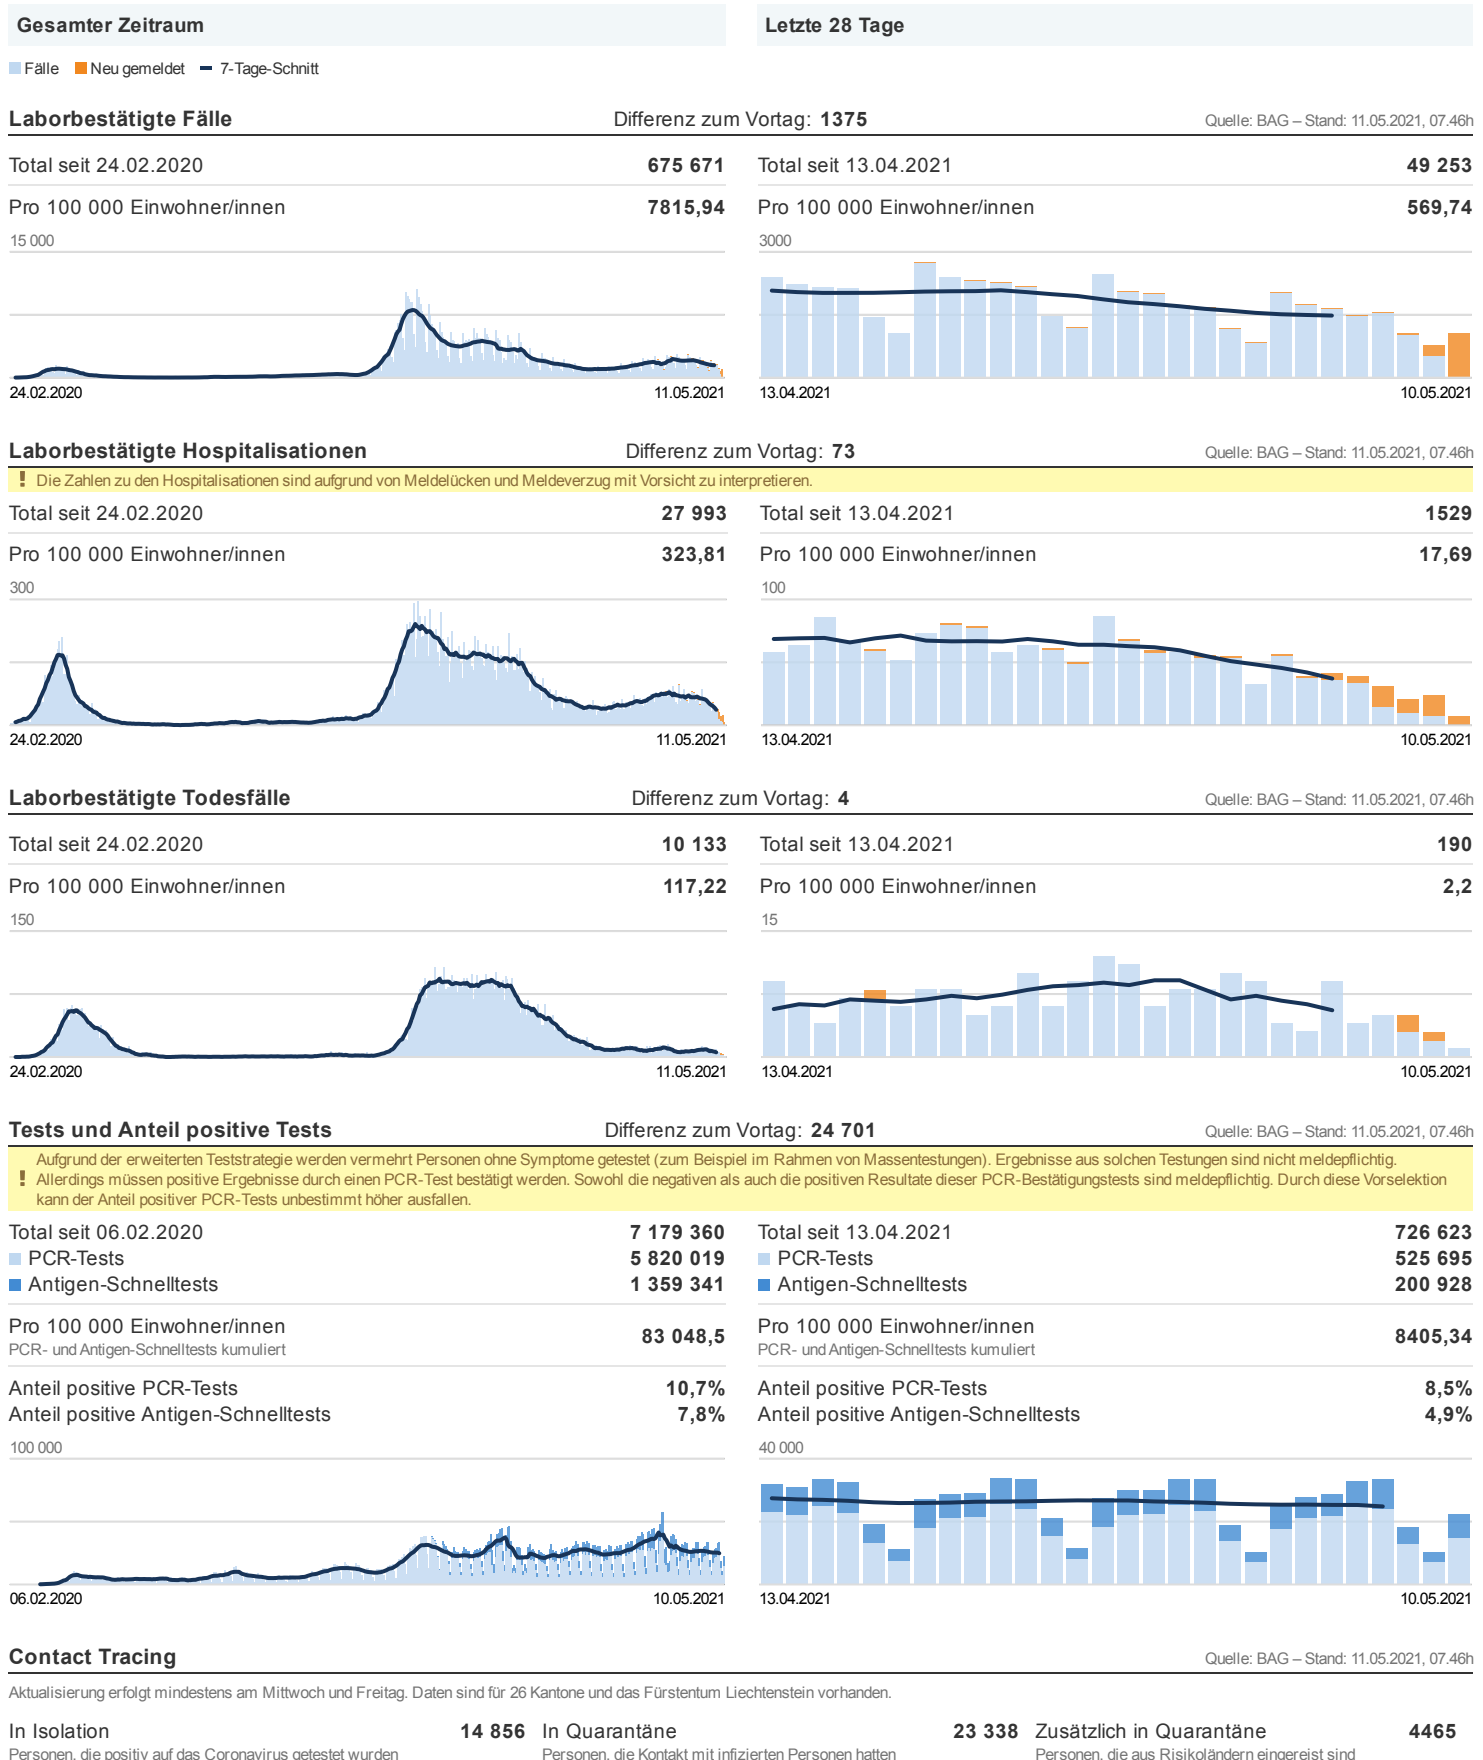 Gesamter Zeitraum
Letzte 28 Tage
Fälle Neu gemeldet 7-Tage-Schnitt
Laborbestätigte Fälle Differenz zum Vortag: 1375 Quelle: BAG – Stand: 11.05.2021, 07.46h
Total seit 24.02.2020 675 671
Total seit 13.04.2021 49 253
Pro 100 000 Einwohner/innen 7815,94
Pro 100 000 Einwohner/innen 569,74
15 000
3000
24.02.2020 11.05.2021
13.04.2021 10.05.2021
Laborbestätigte Hospitalisationen Differenz zum Vortag: 73 Quelle: BAG – Stand: 11.05.2021, 07.46h
! Die Zahlen zu den Hospitalisationen sind aufgrund von Meldelücken und Meldeverzug mit Vorsicht zu interpretieren.
Total seit 24.02.2020 27 993
Total seit 13.04.2021 1529
Pro 100 000 Einwohner/innen 323,81
Pro 100 000 Einwohner/innen 17,69
300
100
24.02.2020 11.05.2021
13.04.2021 10.05.2021
Laborbestätigte Todesfälle Differenz zum Vortag: 4 Quelle: BAG – Stand: 11.05.2021, 07.46h
Total seit 24.02.2020 10 133
Total seit 13.04.2021 190
Pro 100 000 Einwohner/innen 117,22
Pro 100 000 Einwohner/innen 2,2
150
15
24.02.2020 11.05.2021
13.04.2021 10.05.2021
Tests und Anteil positive Tests Differenz zum Vortag: 24 701 Quelle: BAG – Stand: 11.05.2021, 07.46h
Aufgrund der erweiterten Teststrategie werden vermehrt Personen ohne Symptome getestet (zum Beispiel im Rahmen von Massentestungen). Ergebnisse aus solchen Testungen sind nicht meldepflichtig.
! Allerdings müssen positive Ergebnisse durch einen PCR-Test bestätigt werden. Sowohl die negativen als auch die positiven Resultate dieser PCR-Bestätigungstests sind meldepflichtig. Durch diese Vorselektion
kann der Anteil positiver PCR-Tests unbestimmt höher ausfallen.
Total seit 06.02.2020 7 179 360
PCR-Tests 5 820 019
Antigen-Schnelltests 1 359 341
Total seit 13.04.2021 726 623
PCR-Tests 525 695
Antigen-Schnelltests 200 928
Pro 100 000 Einwohner/innen 83 048,5
PCR- und Antigen-Schnelltests kumuliert
Pro 100 000 Einwohner/innen 8405,34
PCR- und Antigen-Schnelltests kumuliert
Anteil positive PCR-Tests 10,7%
Anteil positive Antigen-Schnelltests 7,8%
Anteil positive PCR-Tests 8,5%
Anteil positive Antigen-Schnelltests 4,9%
100 000
40 000
06.02.2020 10.05.2021
13.04.2021 10.05.2021
Contact Tracing Quelle: BAG – Stand: 11.05.2021, 07.46h
Aktualisierung erfolgt mindestens am Mittwoch und Freitag. Daten sind für 26 Kantone und das Fürstentum Liechtenstein vorhanden.
In Isolation 14 856 In Quarantäne 23 338 Zusätzlich in Quarantäne 4465
Personen, die positiv auf das Coronavirus getestet wurden Personen, die Kontakt mit infizierten Personen hatten Personen, die aus Risikoländern eingereist sind